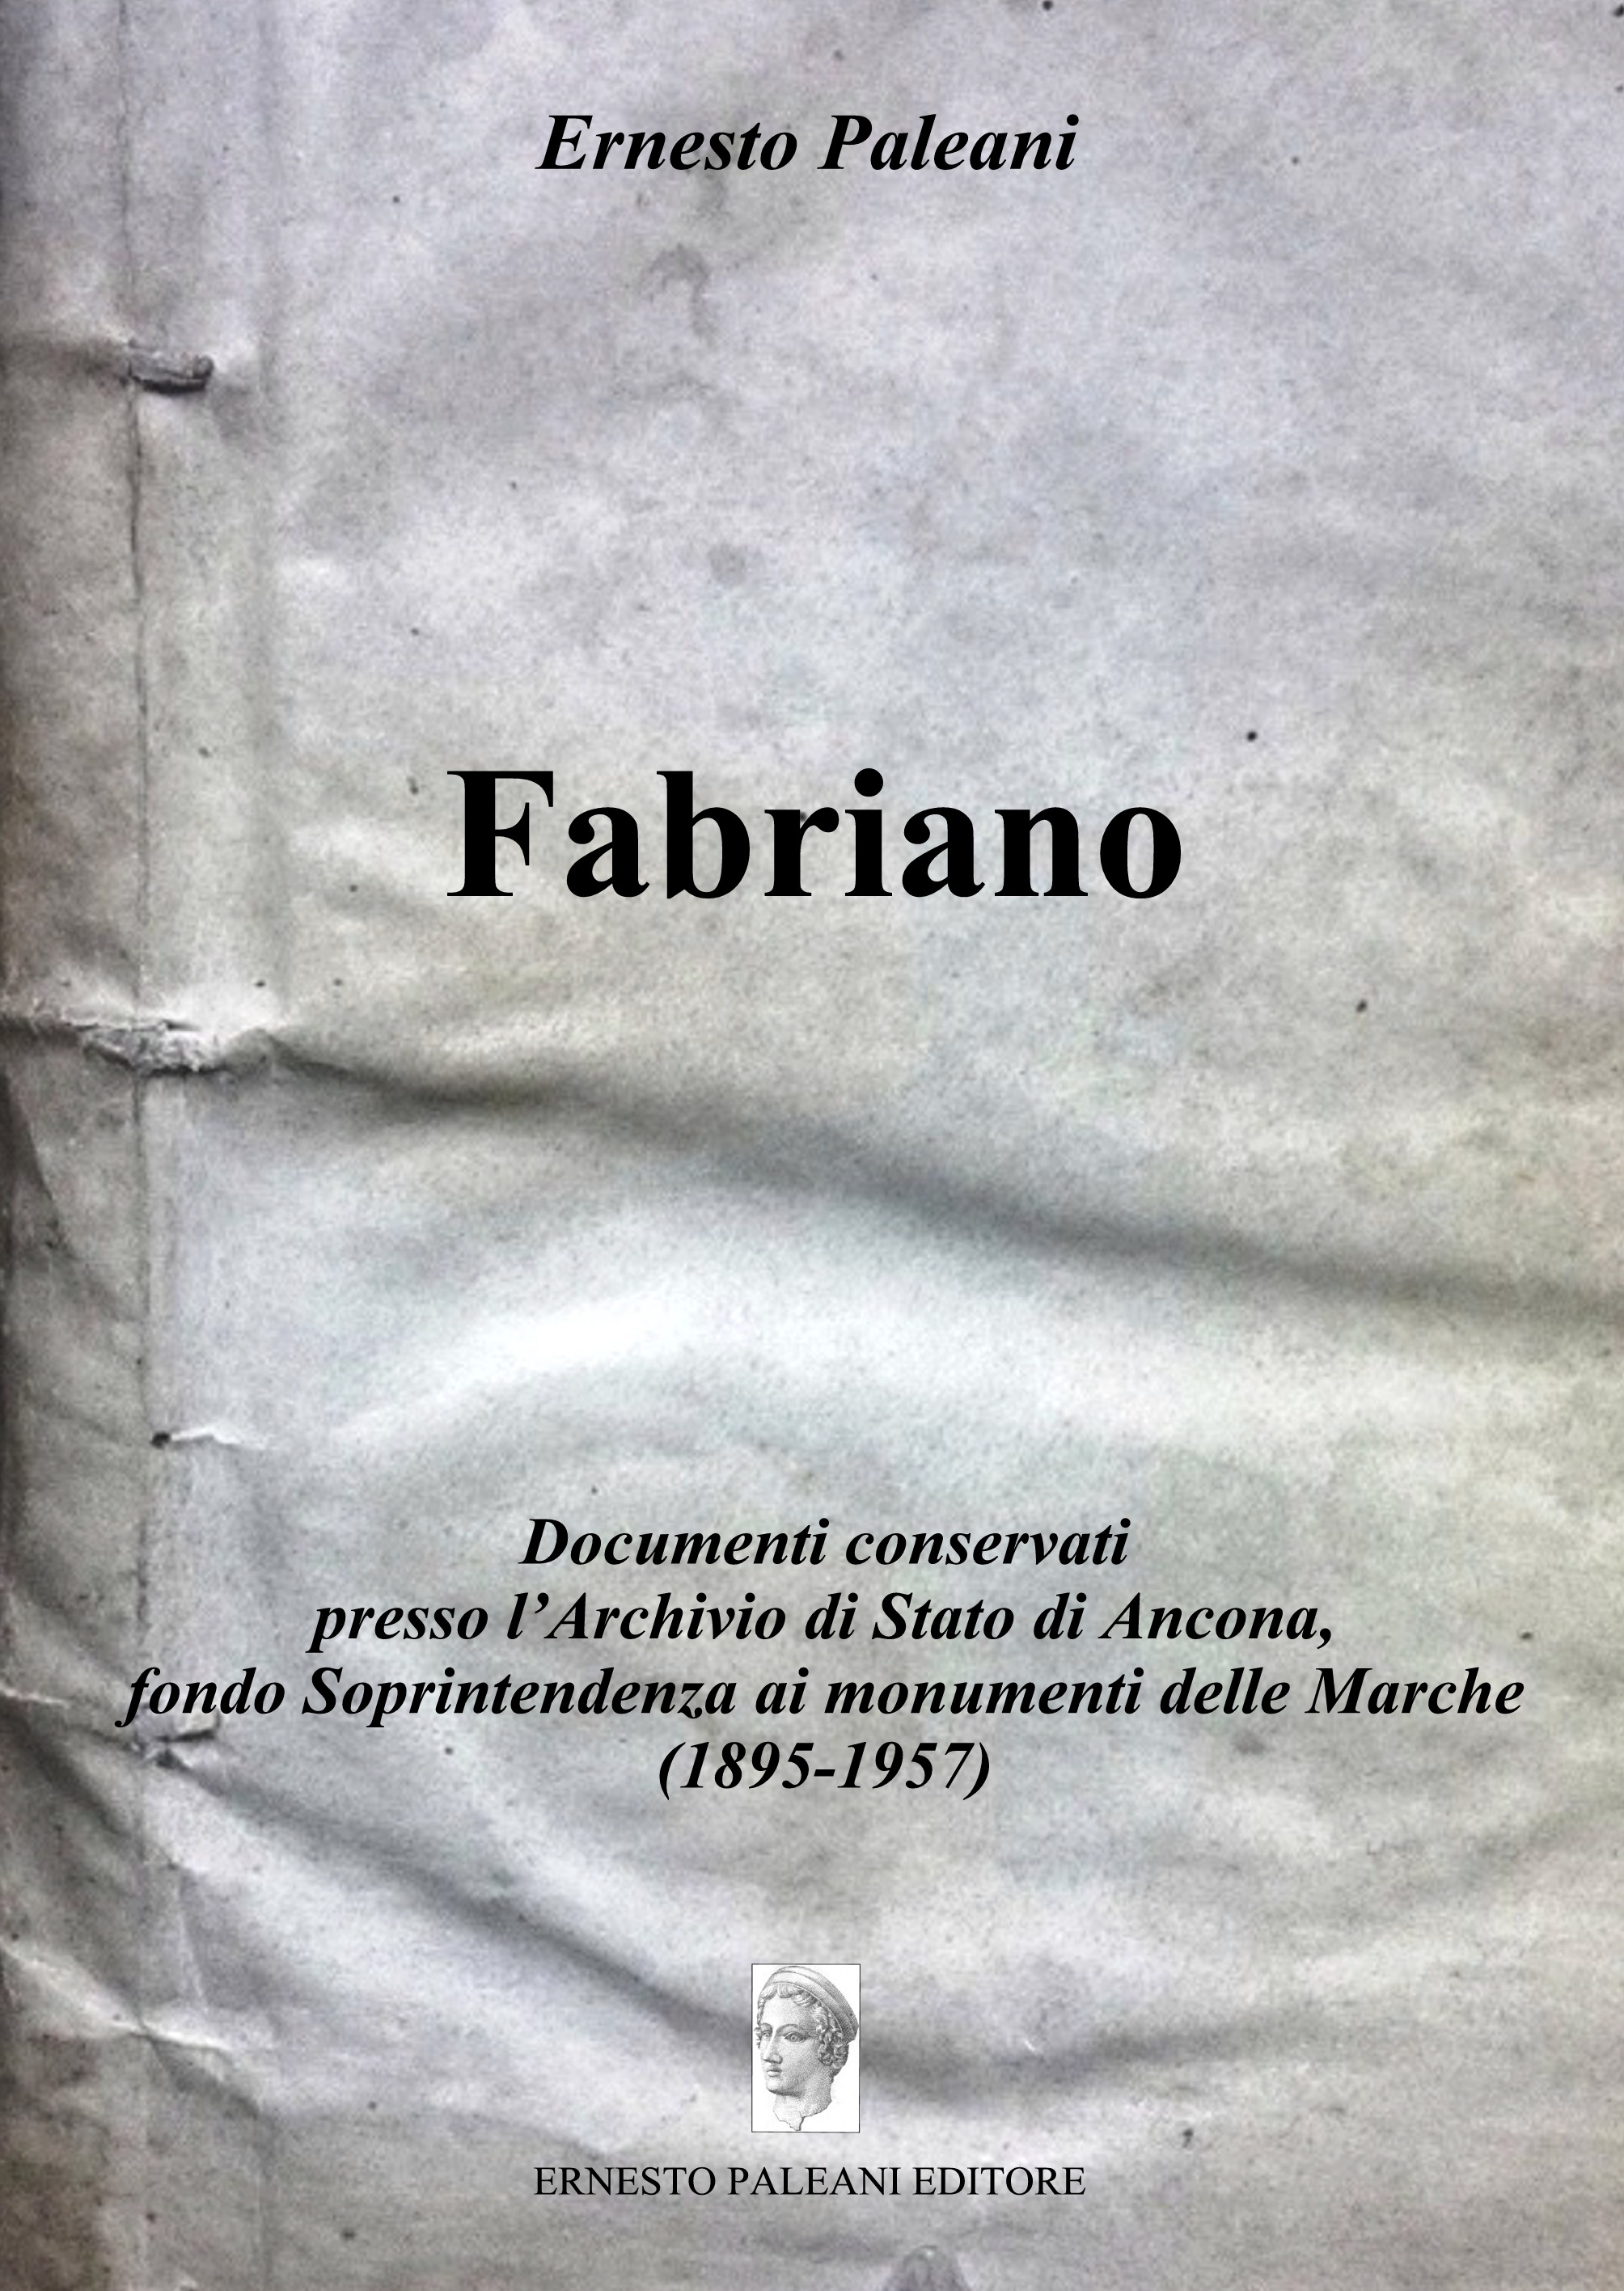 Ernesto Paleani
Fabriano
Documenti conservati
presso l’Archivio di Stato di Ancona,
fondo Soprintendenza ai monumenti delle Marche
(1895-1957)
ERNESTO PALEANI EDITORE